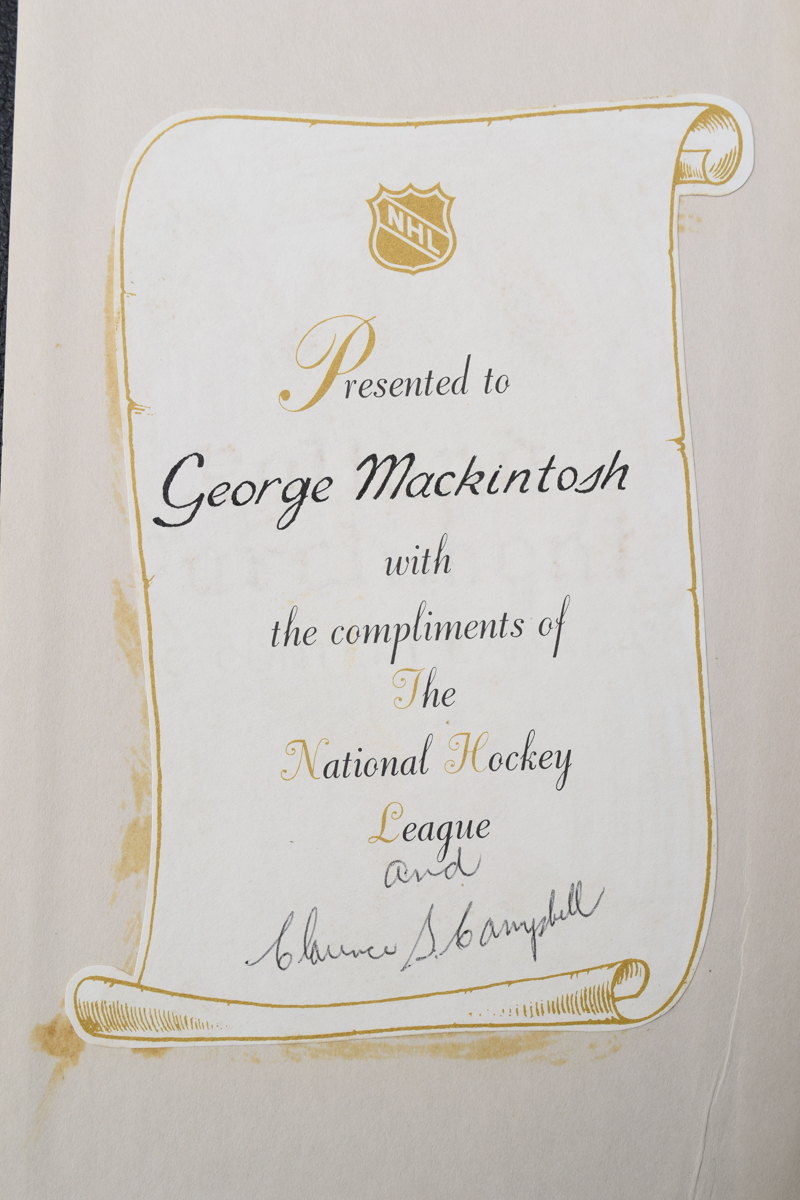 NHL
Presented to
George Mackintosh
with
the compliments of
The
National Hockey
League
and
Clarence S. Campbell